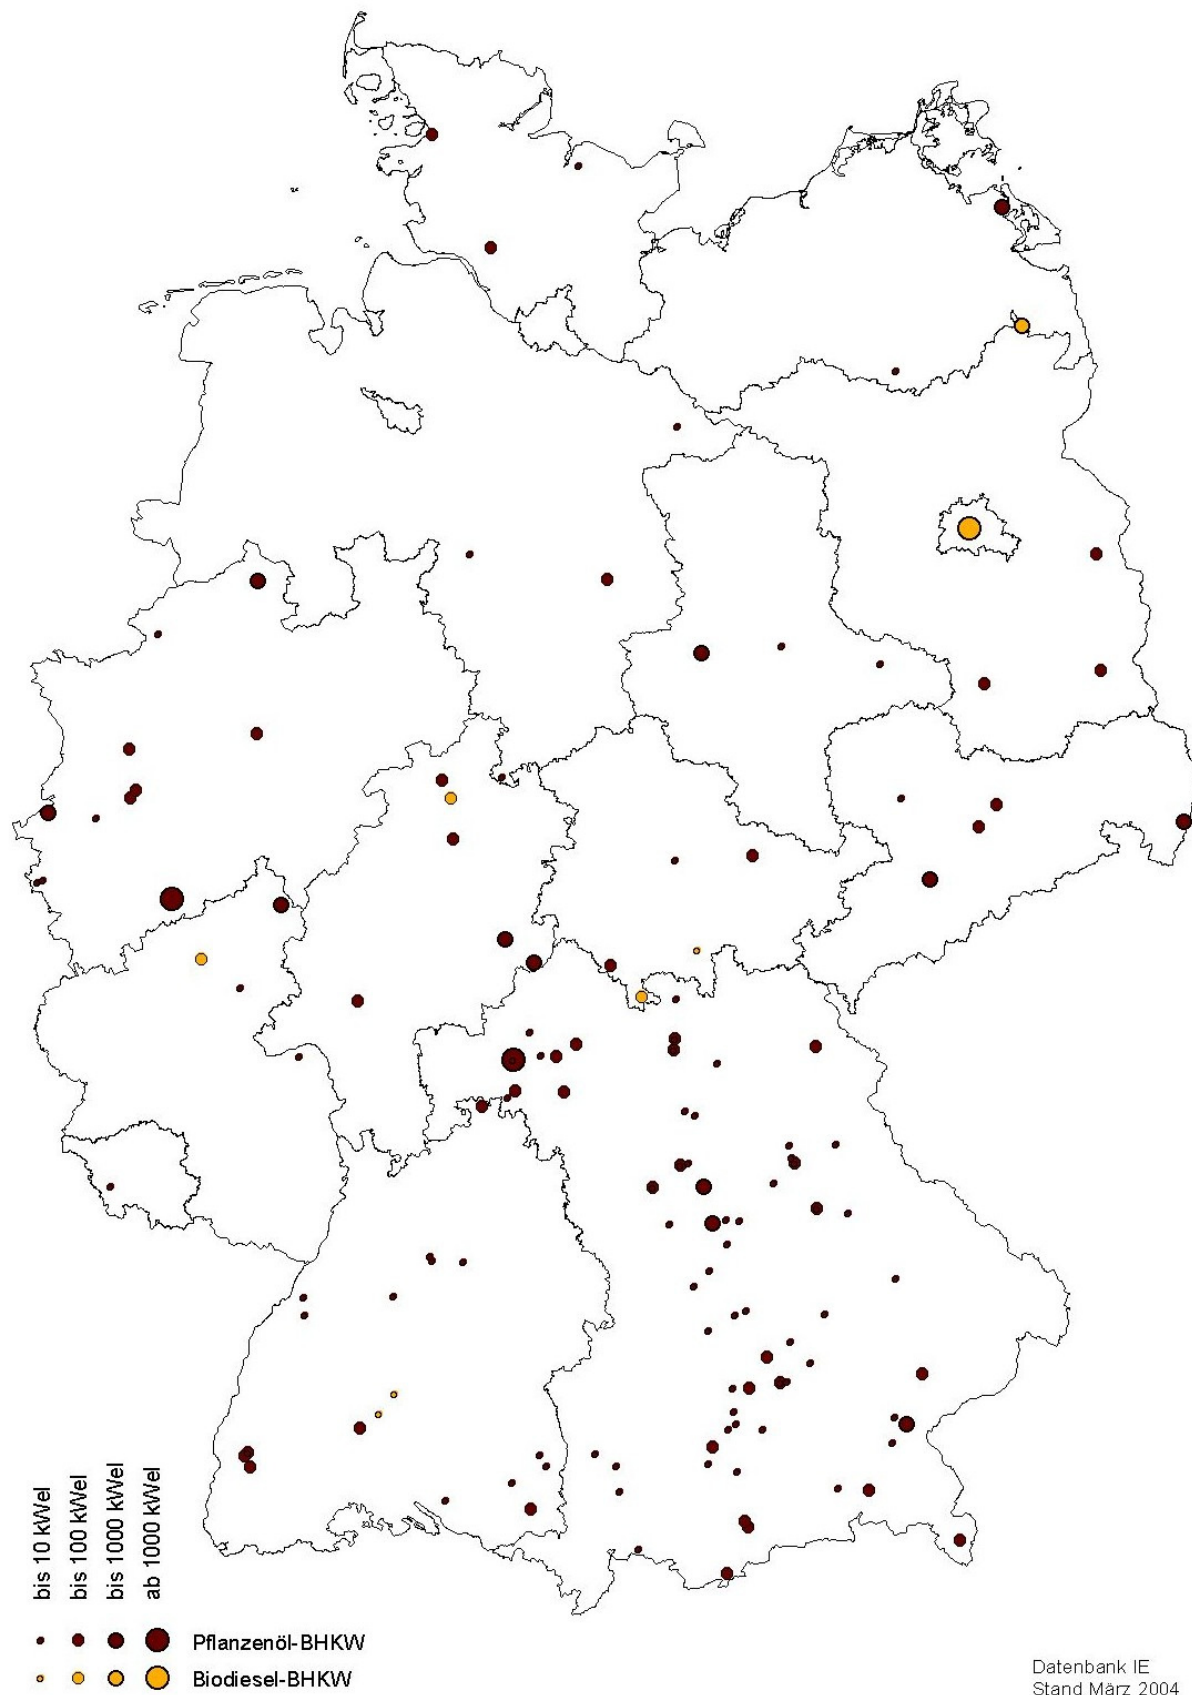 bis 10 kWel
bis 100 kWel
bis 1000 kWel
ab 1000 kWel
Pflanzenöl-BHKW
Biodiesel-BHKW
Datenbank IE
Stand März 2004